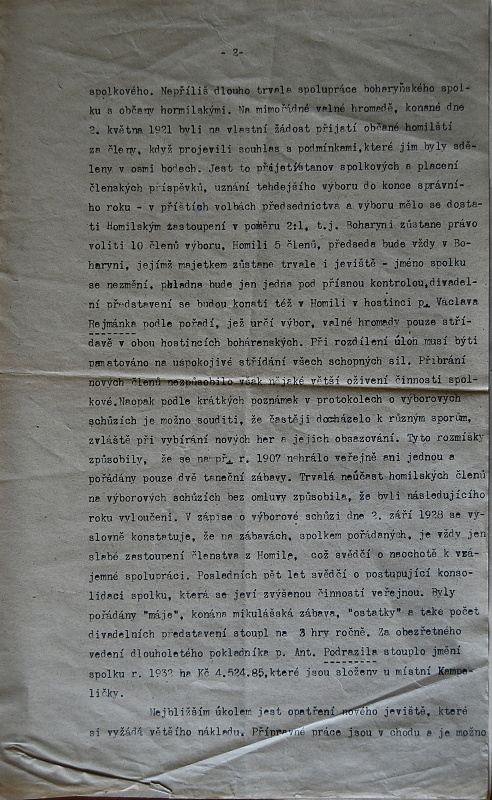 - 2-
spolkového. Nepříliš dlouho trvala spolupráce boharyňského spol-
ku s občany hormilskými. Na mimořádné valné hromadě, konané dne
2. května 1921 byli na vlastní žádost přijati občané homilští
za členy, když projevili souhlas s podmínkami,které jim byly sdě-
leny v osmi bodech. Jest to přijetí stanov spolkových a placení
členských příspěvků, uznání tehdejšího výboru do konce správní-
ho roku - v příštích volbách předsednictva a výboru mělo se dosta-
ti Homilským zastoupení v poměru 2:1, t.j. Boharyni zůstane právo
voliti 10 členů výboru, Homili 5 členů, předseda bude vždy v Bo-
haryni, jejímž majetkem zůstane trvale i jeviště - jméno spolku
se nezmění, pkladna bude jen jedna pod přísnou kontrolou,divadel-
ní představení se budou konati též v Homili v hostinci p. Václava
Rejmánka podle pořadí, jež určí výbor, valné hromady pouze stří-
davě v obou hostincích bohárenských. Při rozdílení úloh musí býti
pamatováno na uspokojivé střídání všech schopných sil. Přibrání
nových členů nezpůsobilo však nějaké větší oživení činnosti spol-
kové.Naopak podle krátkých poznámek v protokolech o výborových
schůzích je možno souditi, že častěji docházelo k různým sporům,
zvláště při vybírání nových her a jejich obsazování. Tyto rozmíšky
způsobily, že se na př. r. 1907 nehrálo veřejně ani jednou a
pořádány pouze dvě taneční zábavy. Trvalá neúčast homilských členů
na výborových schůzích bez omluvy způsobila, že byli následujícího
roku vyloučeni. V zápise o výborové schůzi dne 2. září 1928 se vý-
slovně konstatuje, že na zábavách, spolkem pořádaných, je vždy jen
slabé zastoupení členstva z Homile, což svědčí o neochotě k vzá-
jemné spolupráci. Posledních pět let svědčí o postupující konso-
lidaci spolku, která se jeví zvýšenou činností veřejnou. Byly
pořádány "máje", konána mikulášská zábava, "ostatky" a také počet
divadelních představení stoupl na 3 hry ročně. Za obezřetného
vedení dlouholetého pokladníka p. Ant. Podrazila stouplo jmění
spolku r. 1932 na Kč 4.524.85,které jsou složeny u místní Kampe-
ličky.
Nejbližším úkolem jest opatření nového jeviště, které
si vyžádá většího nákladu. Přípravné práce jsou v chodu a je možno